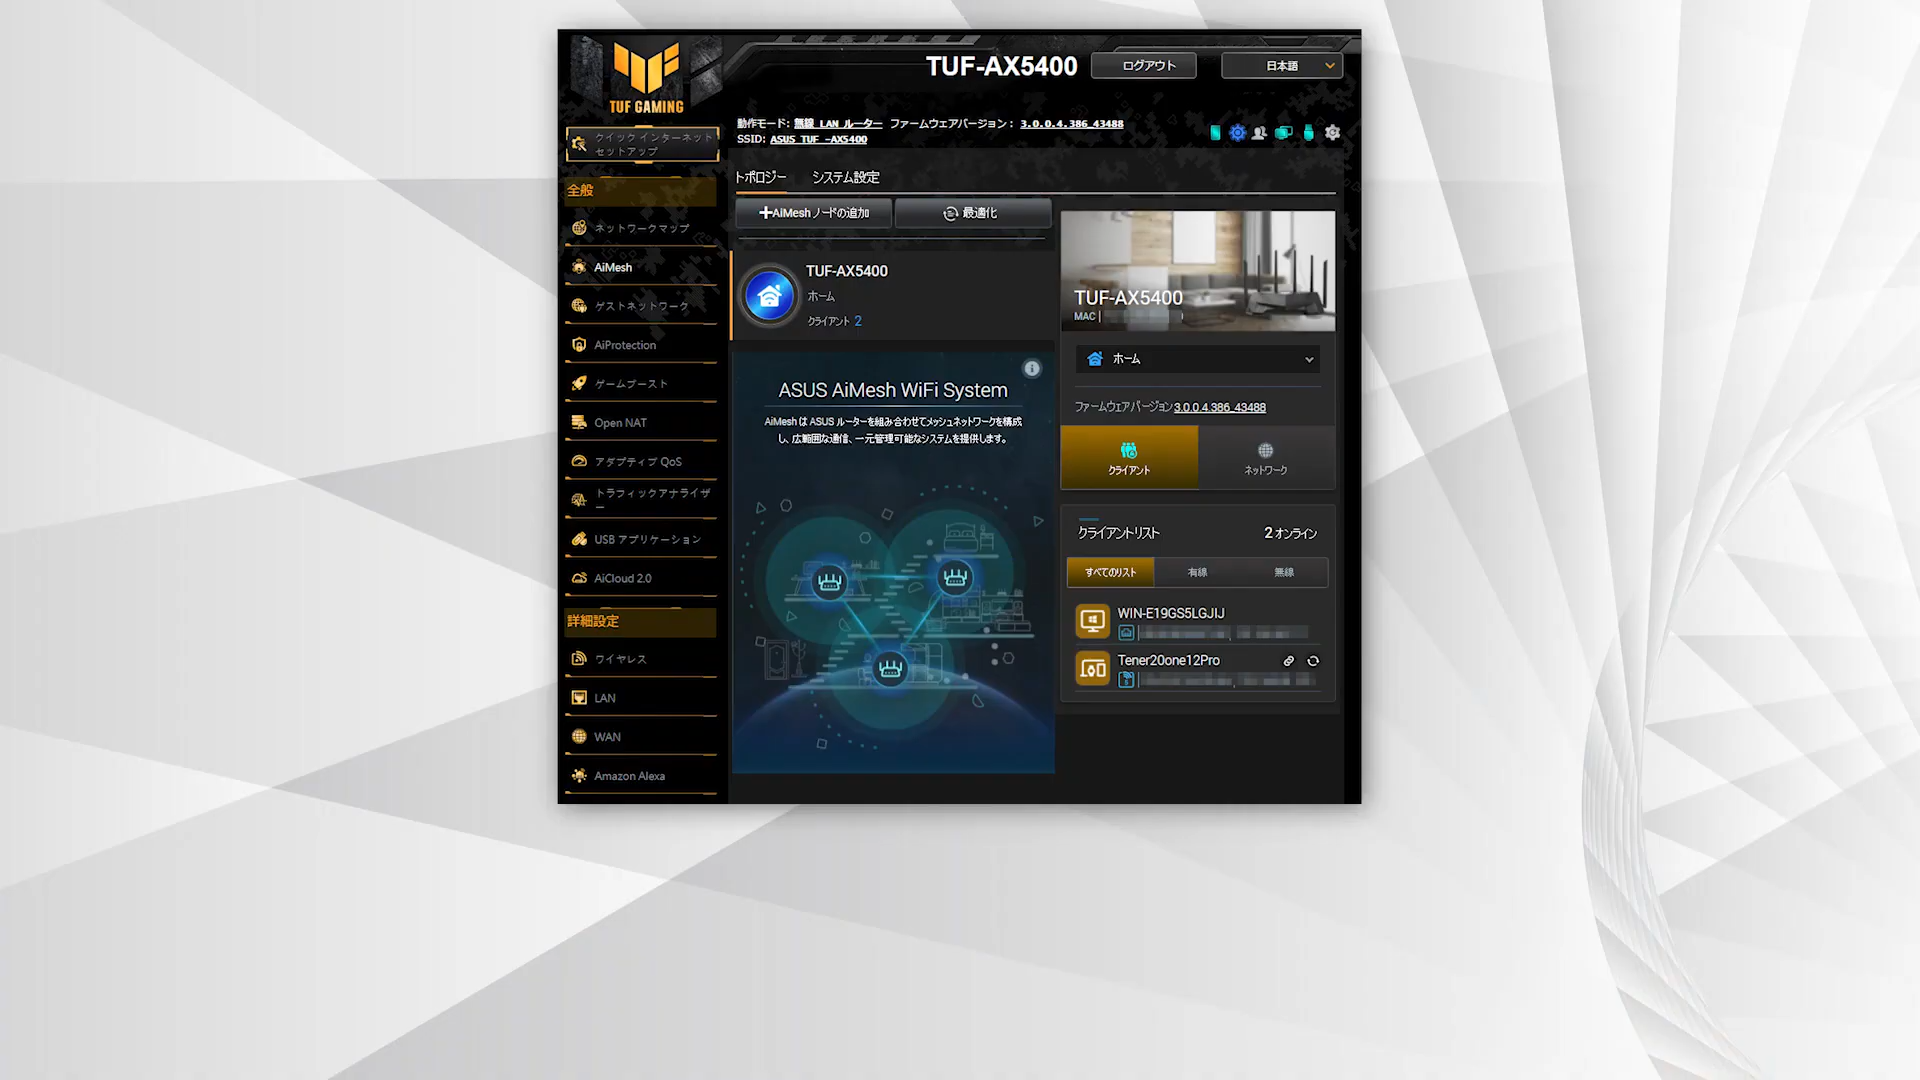 TUF GAMING
TUF-AX5400
ログアウト
日本語
動作モード: 無線 LAN ルーター ファームウェアバージョン： 3.0.0.4.386_43488
SSID: ASUS_TUF_-AX5400
クイック インターネット
セットアップ
全般
ネットワークマップ
AiMesh
ゲストネットワーク
AiProtection
ゲームブースト
Open NAT
アダプティブ QoS
トラフィックアナライザ
ー
USB アプリケーション
AiCloud 2.0
詳細設定
ワイヤレス
LAN
WAN
Amazon Alexa
トポロジー
システム設定
AiMesh ノードの追加
最適化
TUF-AX5400
ホーム
クライアント 2
ASUS AiMesh WiFi System
AiMesh は ASUS ルーターを組み合わせてメッシュネットワークを構成
し、広範囲な通信、一元管理可能なシステムを提供します。
TUF-AX5400
MAC |
ホーム
ファームウェアバージョン3.0.0.4.386_43488
クライアント
ネットワーク
クライアントリスト
2 オンライン
すべてのリスト
有線
無線
WIN-E19GS5LGJIJ
Tener20one12Pro